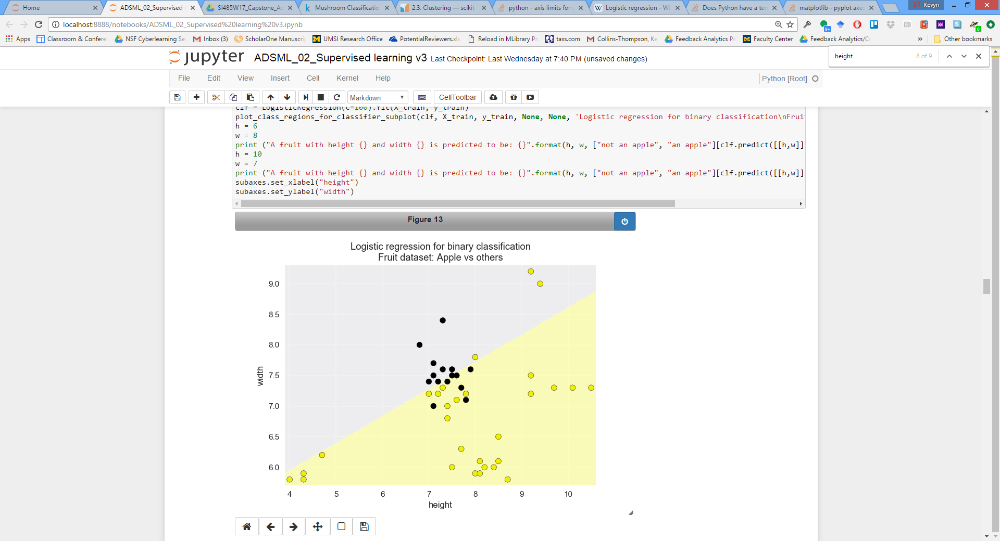 Home
ADSML_02_Supervised
SI485W17_Capstone_Ac
Mushroom Classificatio
2.3. Clustering — scikit-
python - axis limits for
Logistic regression - Wi
Does Python have a ter
matplotlib - pyplot axes
Kevyn
localhost:8888/notebooks/ADSML_02_Supervised%20learning%20v3.ipynb
Apps
Classroom & Confere
NSF Cyberlearning Se
Inbox (3)
ScholarOne Manuscri
UMSI Research Office
PotentialReviewers.xls
Reload in MLibrary Pr
tass.com
Collins-Thompson, Ke
Feedback Analytics Pr
Faculty Center
Feedback Analytics/Co
»
Other bookmarks
height
8 of 9
jupyter
ADSML_02_Supervised learning v3 Last Checkpoint: Last Wednesday at 7:40 PM (unsaved changes)
File Edit View Insert Cell Kernel Help
Python [Root]
Markdown
CellToolbar
clf = LogisticRegression(C=100).fit(X_train, y_train)
plot_class_regions_for_classifier_subplot(clf, X_train, y_train, None, None, 'Logistic regression for binary classification\nFruit
h = 6
w = 8
print ("A fruit with height {} and width {} is predicted to be: {}".format(h, w, ["not an apple", "an apple"][clf.predict([[h,w]]
h = 10
w = 7
print ("A fruit with height {} and width {} is predicted to be: {}".format(h, w, ["not an apple", "an apple"][clf.predict([[h,w]]
subaxes.set_xlabel("height")
subaxes.set_ylabel("width")
Figure 13
Logistic regression for binary classification
Fruit dataset: Apple vs others
9.0
8.5
8.0
7.5
7.0
6.5
6.0
width
4 5 6 7 8 9 10
height